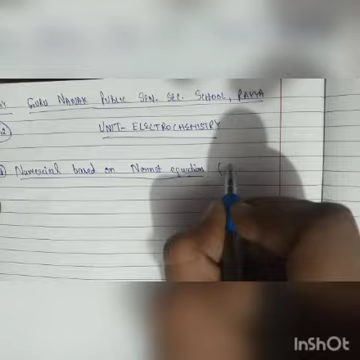 GURU NANAK PUBLIC SEN. SEC. SCHOOL,
UNIT- ELECTROCHEMISTRY
Numerical based on Nernst equation (
InShOt